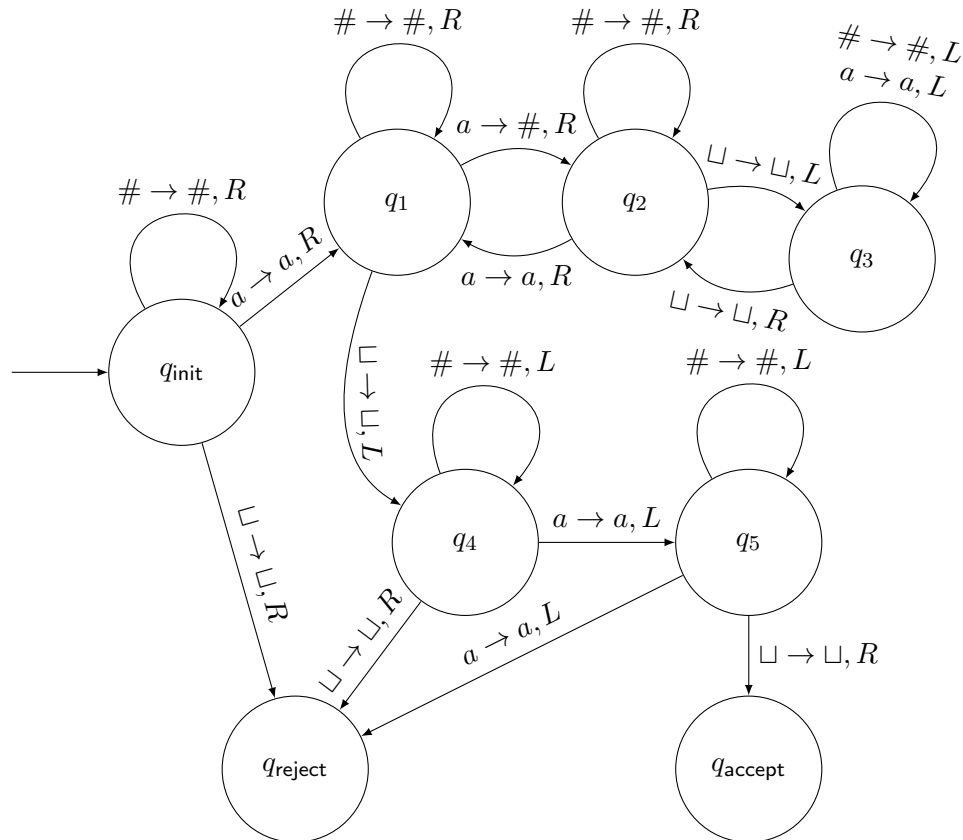 # → #, R
# → #, R
# → #, L
a → a, L
a → #, R
⊔ → ⊔, L
# → #, R
q1
q2
a → a, R
q3
a → a, R
⊔ → ⊔, R
# → #, L
# → #, L
qinit
⊔ → ⊔, L
a → a, L
q4
q5
⊔ → ⊔, R
⊔ → ⊔, R
a → a, L
⊔ → ⊔, R
qreject
qaccept